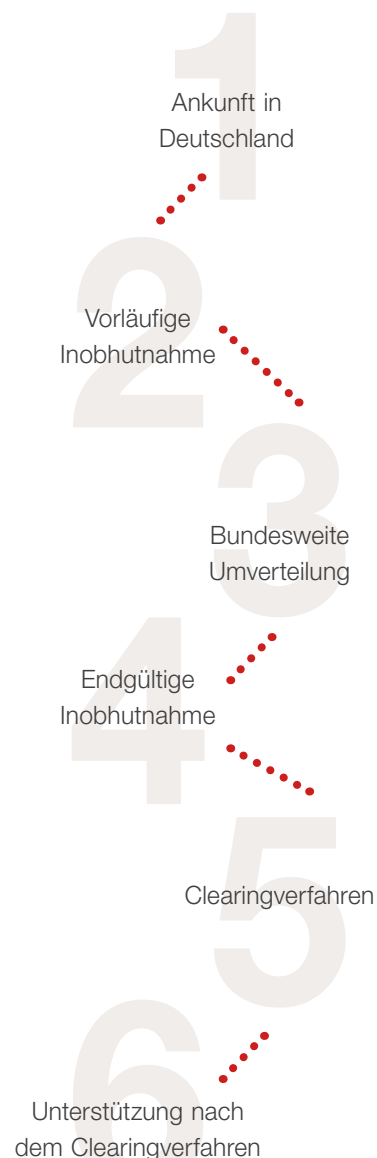 1
Ankunft in
Deutschland
2
Vorläufige
Inobhutnahme
3
Bundesweite
Umverteilung
4
Endgültige
Inobhutnahme
5
Clearingverfahren
6
Unterstützung nach
dem Clearingverfahren